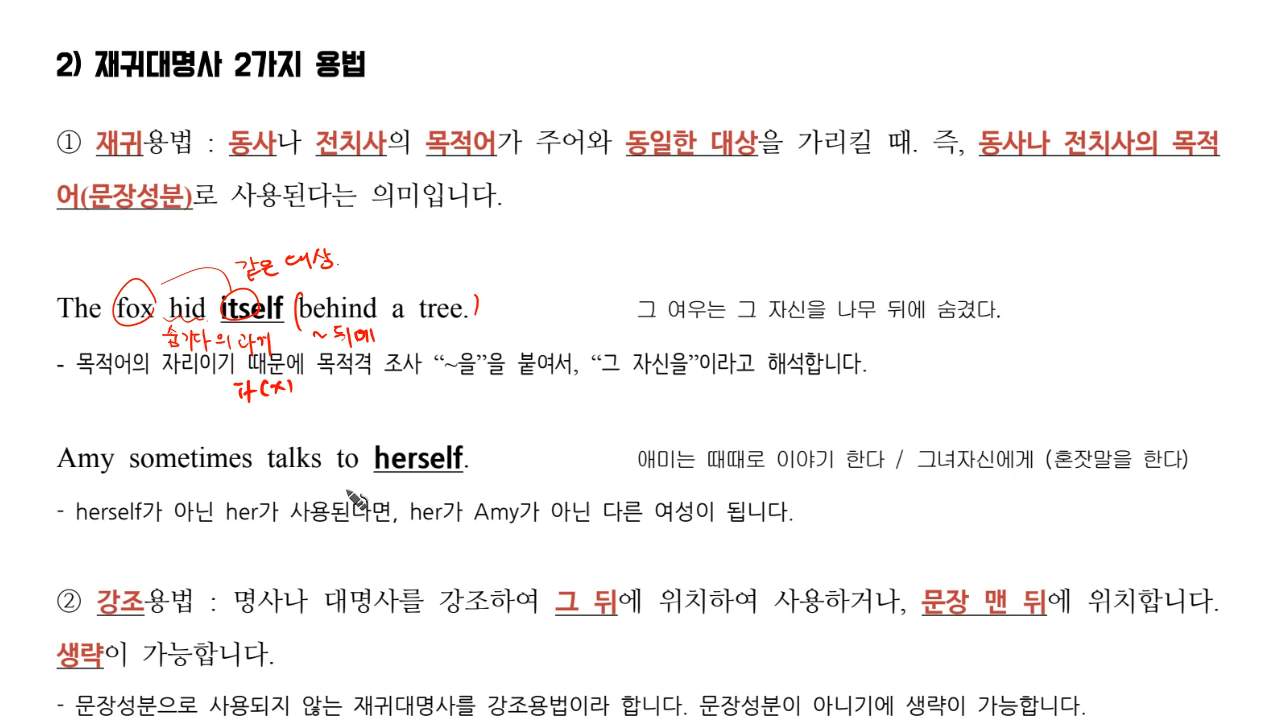 2) 재귀대명사 2가지 용법
① 재귀용법 : 동사나 전치사의 목적어가 주어와 동일한 대상을 가리킬 때. 즉, 동사나 전치사의 목적
어(문장성분)로 사용된다는 의미입니다.
같은 대상.
The fox hid itself (behind a tree.) 그 여우는 그 자신을 나무 뒤에 숨겼다.
숨기다의 과거 ~뒤에
- 목적어의 자리이기 때문에 목적격 조사 “~을”을 붙여서, “그 자신을”이라고 해석합니다.
(x)
Amy sometimes talks to herself. 애미는 때때로 이야기 한다 / 그녀자신에게 (혼잣말을 한다)
- herself가 아닌 her가 사용된다면, her가 Amy가 아닌 다른 여성이 됩니다.
② 강조용법 : 명사나 대명사를 강조하여 그 뒤에 위치하여 사용하거나, 문장 맨 뒤에 위치합니다.
생략이 가능합니다.
- 문장성분으로 사용되지 않는 재귀대명사를 강조용법이라 합니다. 문장성분이 아니기에 생략이 가능합니다.